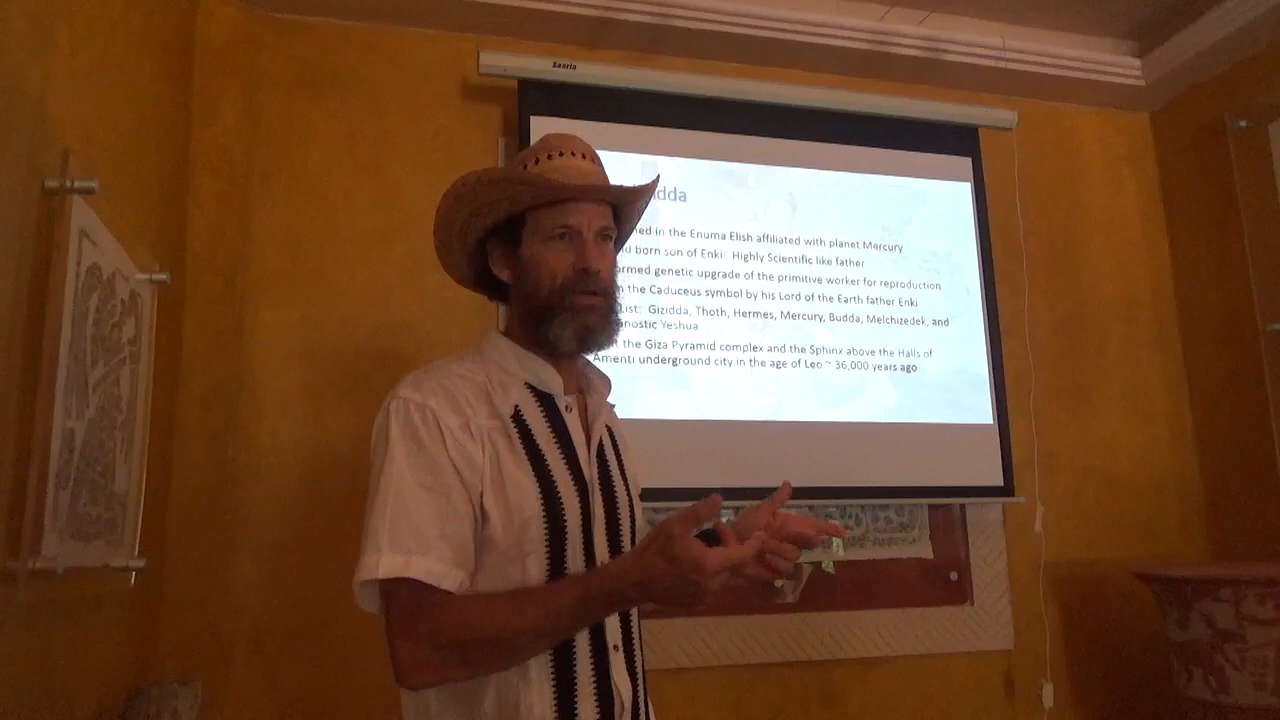 Saaria
dda
ned in the Enuma Elish affiliated with planet Mercury
born son of Enki: Highly Scientific like father
ormed genetic upgrade of the primitive worker for reproduction
the Caduceus symbol by his Lord of the Earth father Enki
List: Gizidda, Thoth, Hermes, Mercury, Budda, Melchizedek, and
nostic Yeshua
the Giza Pyramid complex and the Sphinx above the Halls of
Amenti underground city in the age of Leo ~ 36,000 years ago